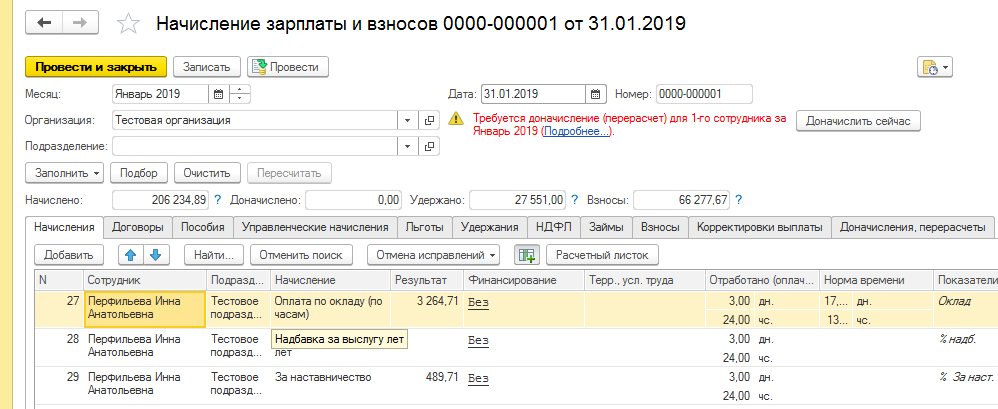 Начисление зарплаты и взносов 0000-000001 от 31.01.2019
Провести и закрыть Записать Провести
Месяц: Январь 2019 Дата: 31.01.2019 Номер: 0000-000001
Организация: Тестовая организация Требуется доначисление (перерасчет) для 1-го сотрудника за
Январь 2019 (Подробнее...). Доначислить сейчас
Подразделение:
Заполнить Подбор Очистить Пересчитать
Начислено: 206 234,89 ? Доначислено: 0,00 Удержано: 27 551,00 ? Взносы: 66 277,67 ?
Начисления Договоры Пособия Управленческие начисления Льготы Удержания НДФЛ Займы Взносы Корректировки выплаты Доначисления, перерасчеты
Добавить Найти... Отменить поиск Отмена исправлений Расчетный листок
N Сотрудник Подразд... Начисление Результат Финансирование Терр., усл. труда Отработано (оплач... Норма времени Показатели
27 Перфильева Инна Тестовое Оплата по окладу (по 3 264,71 Без 3,00 дн. 17,... дн. Оклад
Анатольевна подразд... часам) 24,00 чс. 13... чс.
28 Перфильева Инна Тестовое Надбавка за выслугу лет Без 3,00 дн. % надб.
Анатольевна подразд... лет 24,00 чс.
29 Перфильева Инна Тестовое За наставничество 489,71 Без 3,00 дн. % За наст.
Анатольевна подразд... 24,00 чс.